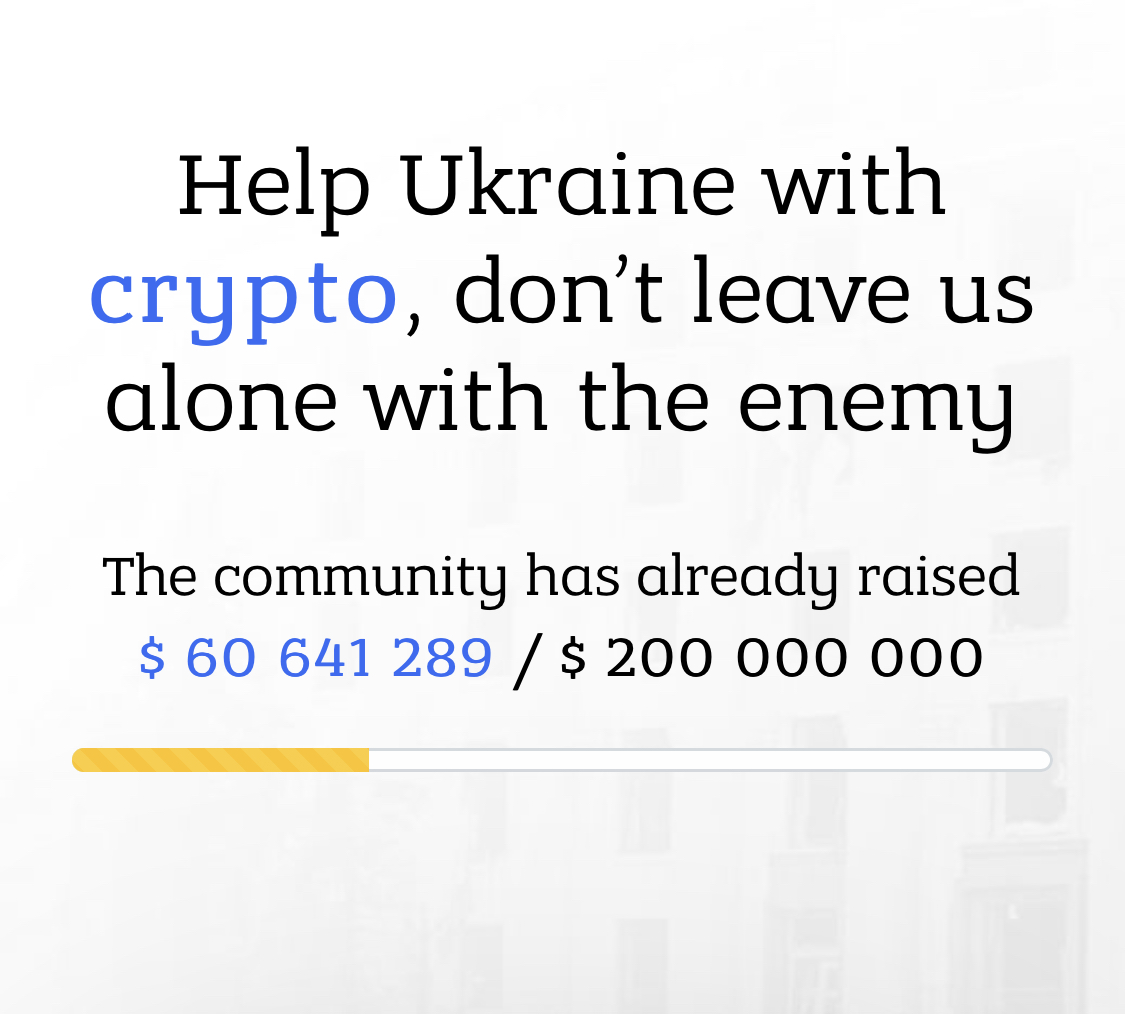 Help Ukraine with
crypto, don’t leave us
alone with the enemy
The community has already raised
$ 60 641 289 / $ 200 000 000